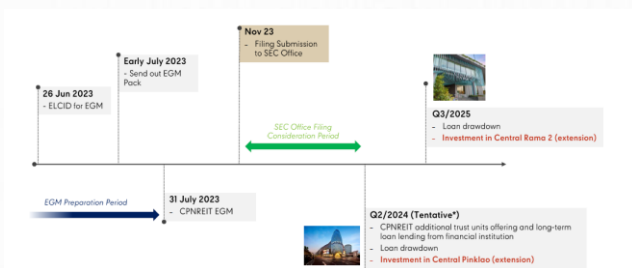 Nov 23
- Filing Submission
to SEC Office
Early July 2023
- Send out EGM
Pack
26 Jun 2023
- ELCID for EGM
Q3/2025
- Loan drawdown
- Investment in Central Rama 2 (extension)
SEC Office Filing
Consideration Period
EGM Preparation Period
31 July 2023
- CPNREIT EGM
Q2/2024 (Tentative*)
- CPNREIT additional trust units offering and long-term
loan lending from financial institution
- Loan drawdown
- Investment in Central Pinklao (extension)